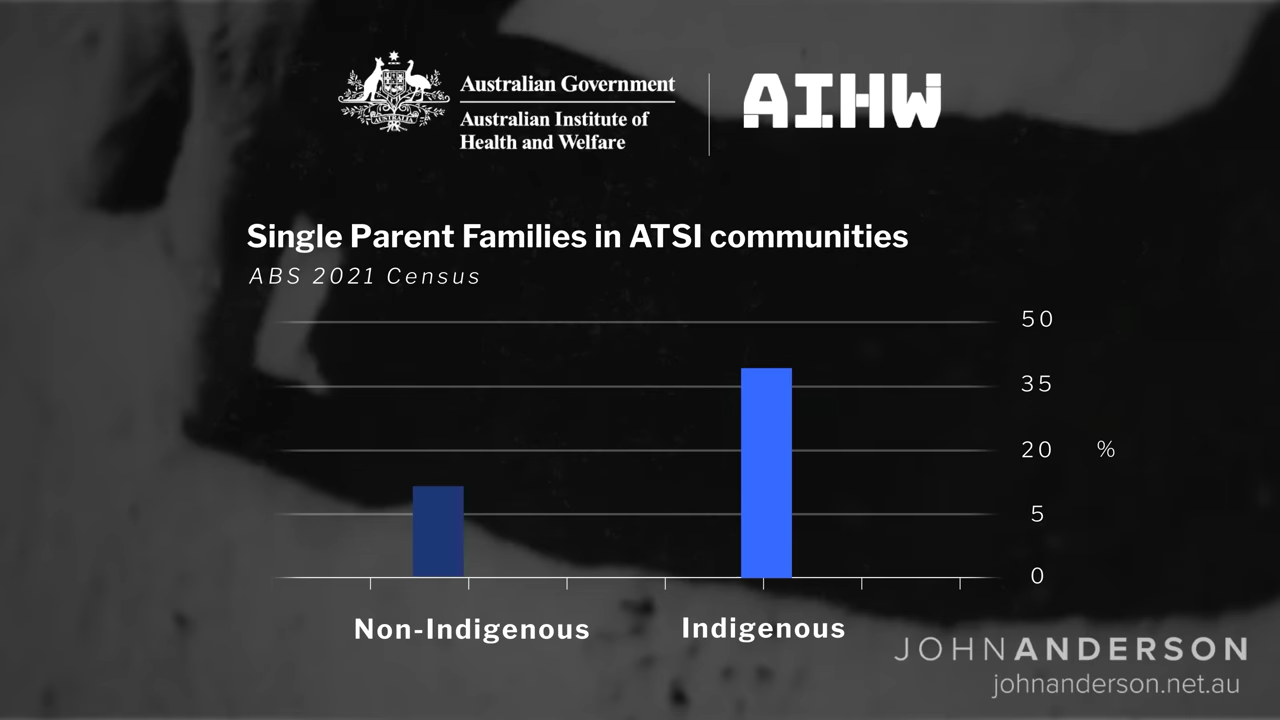 Australian Government
Australian Institute of
Health and Welfare
AIHW
Single Parent Families in ATSI communities
ABS 2021 Census
50
35
20 %
5
0
Non-Indigenous Indigenous
JOHNANDERSON
johnanderson.net.au